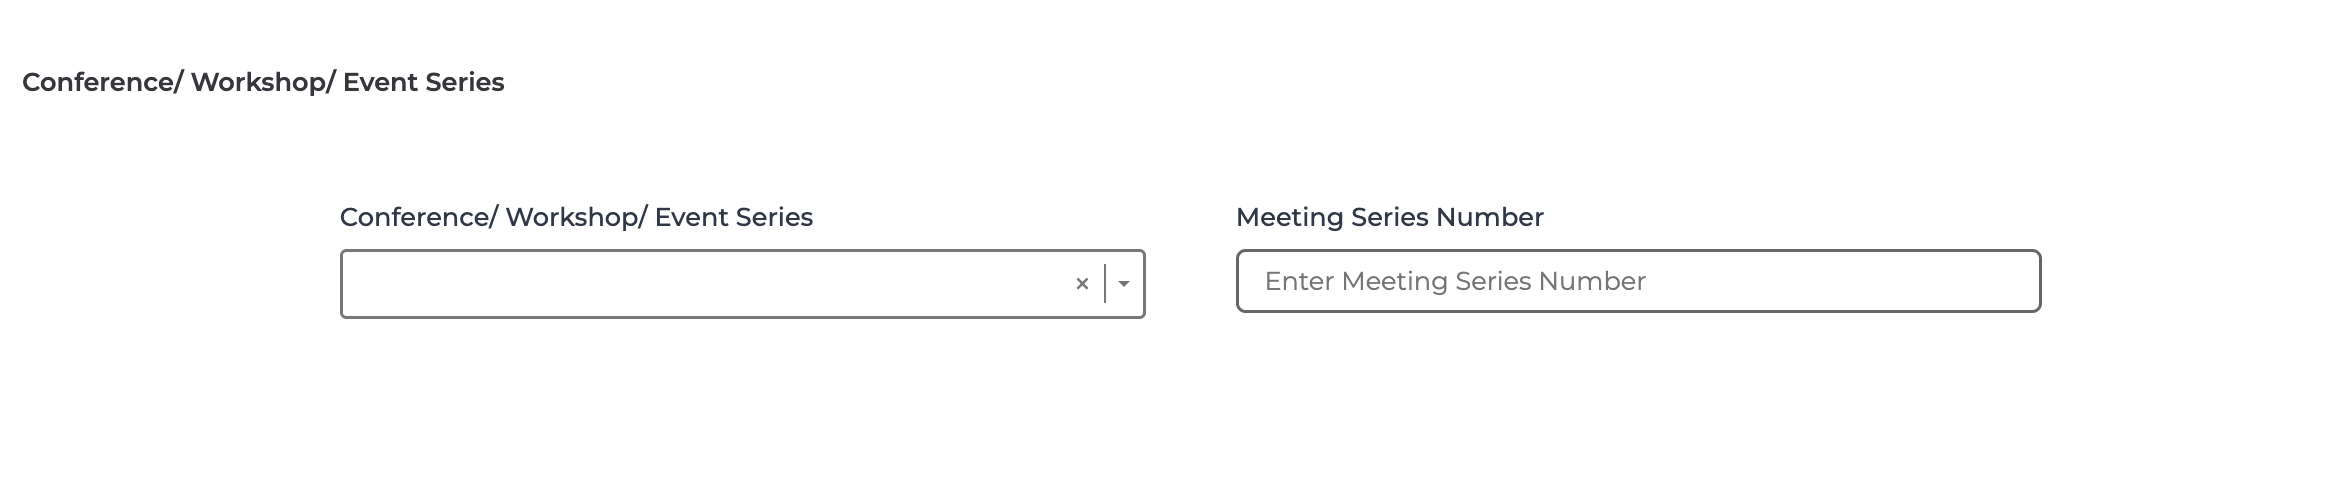 Conference/ Workshop/ Event Series
Conference/ Workshop/ Event Series
Meeting Series Number
Enter Meeting Series Number